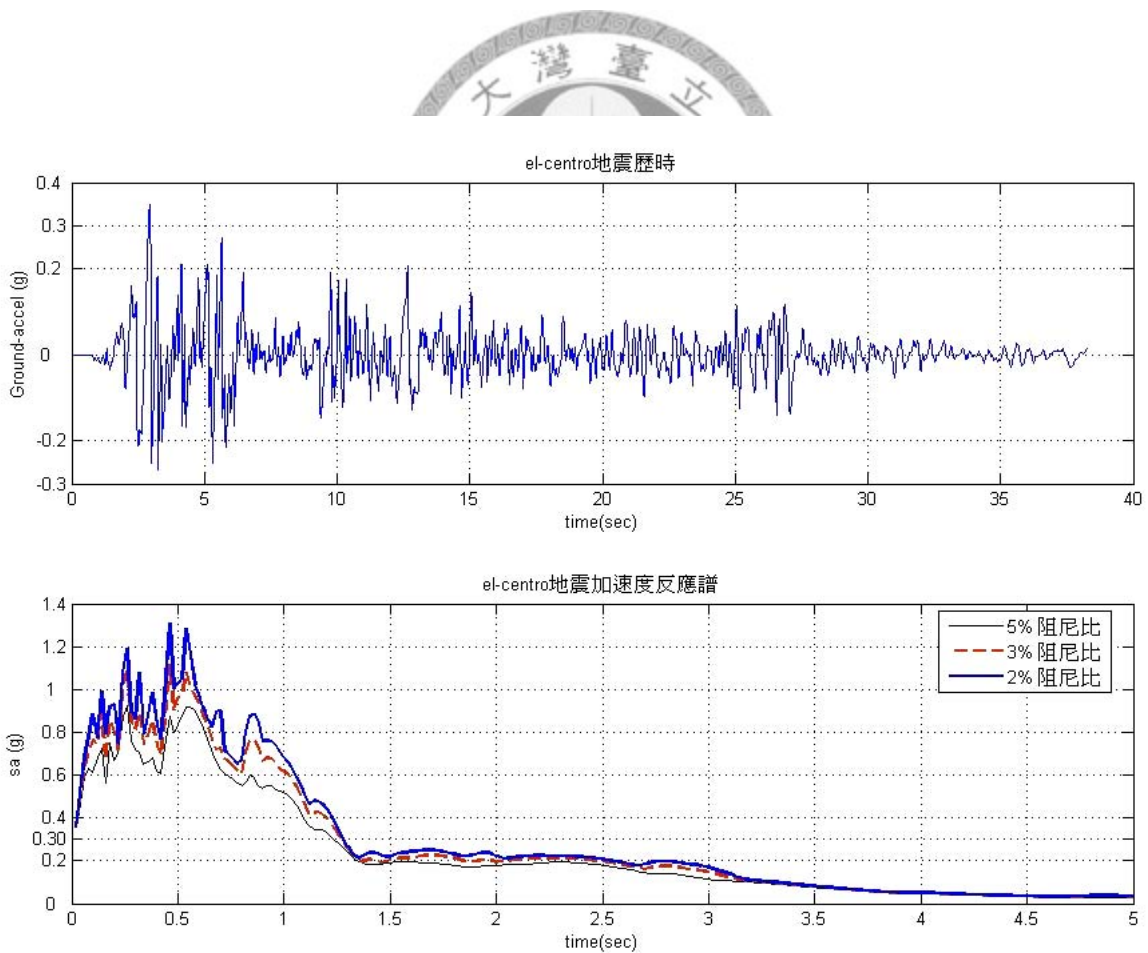 大灣臺立
el-centro地震歷時
Ground-accel (g)
0.4
0.3
0.2
0
-0.2
-0.3
0 5 10 15 20 25 30 35 40
time(sec)
el-centro地震加速度反應譜
sa (g)
1.4
1.2
1
0.8
0.6
0.4
0.30
0.2
0
5% 阻尼比
3% 阻尼比
2% 阻尼比
0 0.5 1 1.5 2 2.5 3 3.5 4 4.5 5
time(sec)